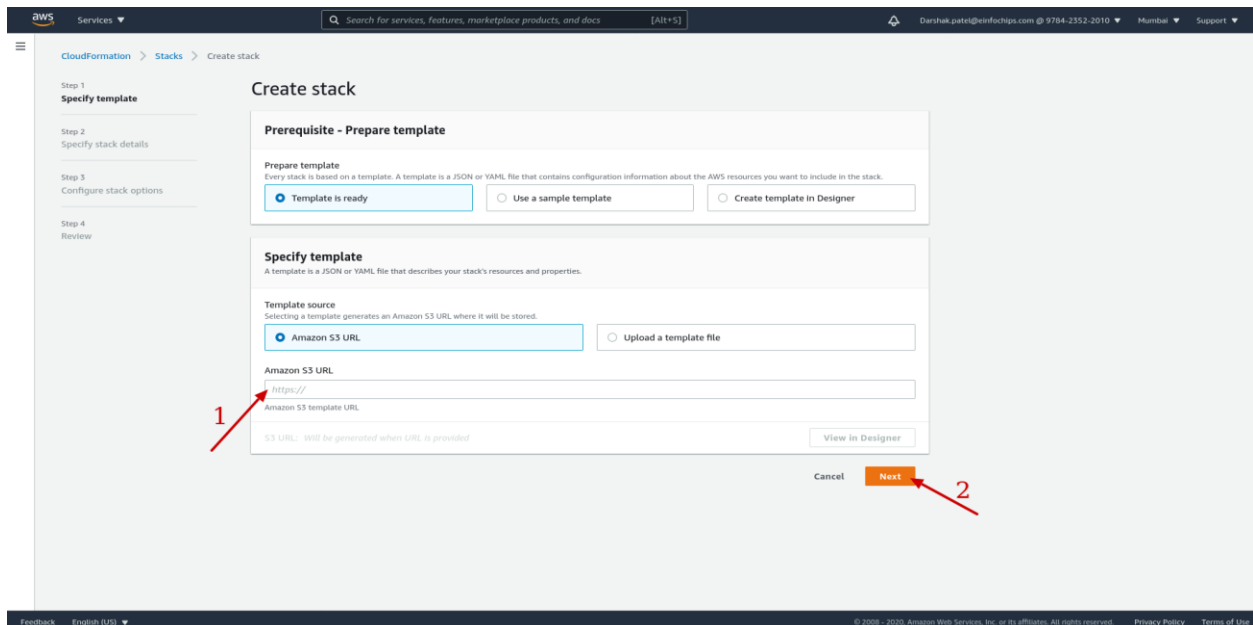 aws Services ▼ Search for services, features, marketplace products, and docs [Alt+S] Darshak.patel@einfochips.com @ 9784-2352-2010 ▼ Mumbai ▼ Support ▼
CloudFormation > Stacks > Create stack
Step 1
Specify template
Step 2
Specify stack details
Step 3
Configure stack options
Step 4
Review
Create stack
Prerequisite - Prepare template
Prepare template
Every stack is based on a template. A template is a JSON or YAML file that contains configuration information about the AWS resources you want to include in the stack.
Template is ready Use a sample template Create template in Designer
Specify template
A template is a JSON or YAML file that describes your stack's resources and properties.
Template source
Selecting a template generates an Amazon S3 URL where it will be stored.
Amazon S3 URL Upload a template file
Amazon S3 URL
https://
Amazon S3 template URL
1
S3 URL: Will be generated when URL is provided View in Designer
Cancel Next
2
Feedback English (US) ▼ © 2008 - 2020, Amazon Web Services, Inc. or its affiliates. All rights reserved. Privacy Policy Terms of Use